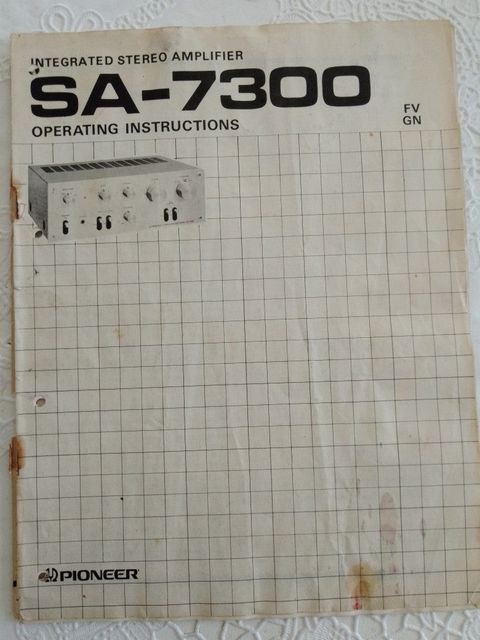 INTEGRATED STEREO AMPLIFIER
SA-7300
OPERATING INSTRUCTIONS
FV
GN
PIONEER